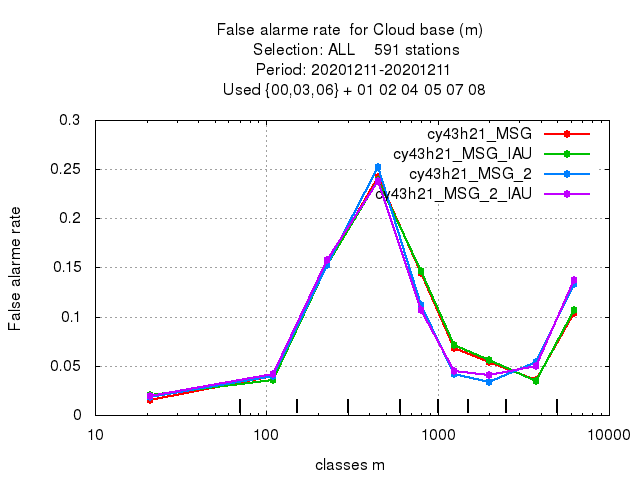 False alarme rate  for Cloud base (m)
Selection: ALL    591 stations
Period: 20201211-20201211
Used {00,03,06} + 01 02 04 05 07 08
cy43h21_MSG
cy43h21_MSG_IAU
cy43h21_MSG_2
cy43h21_MSG_2_IAU
False alarme rate
0.3
0.25
0.2
0.15
0.1
0.05
0
10 100 1000 10000
classes m